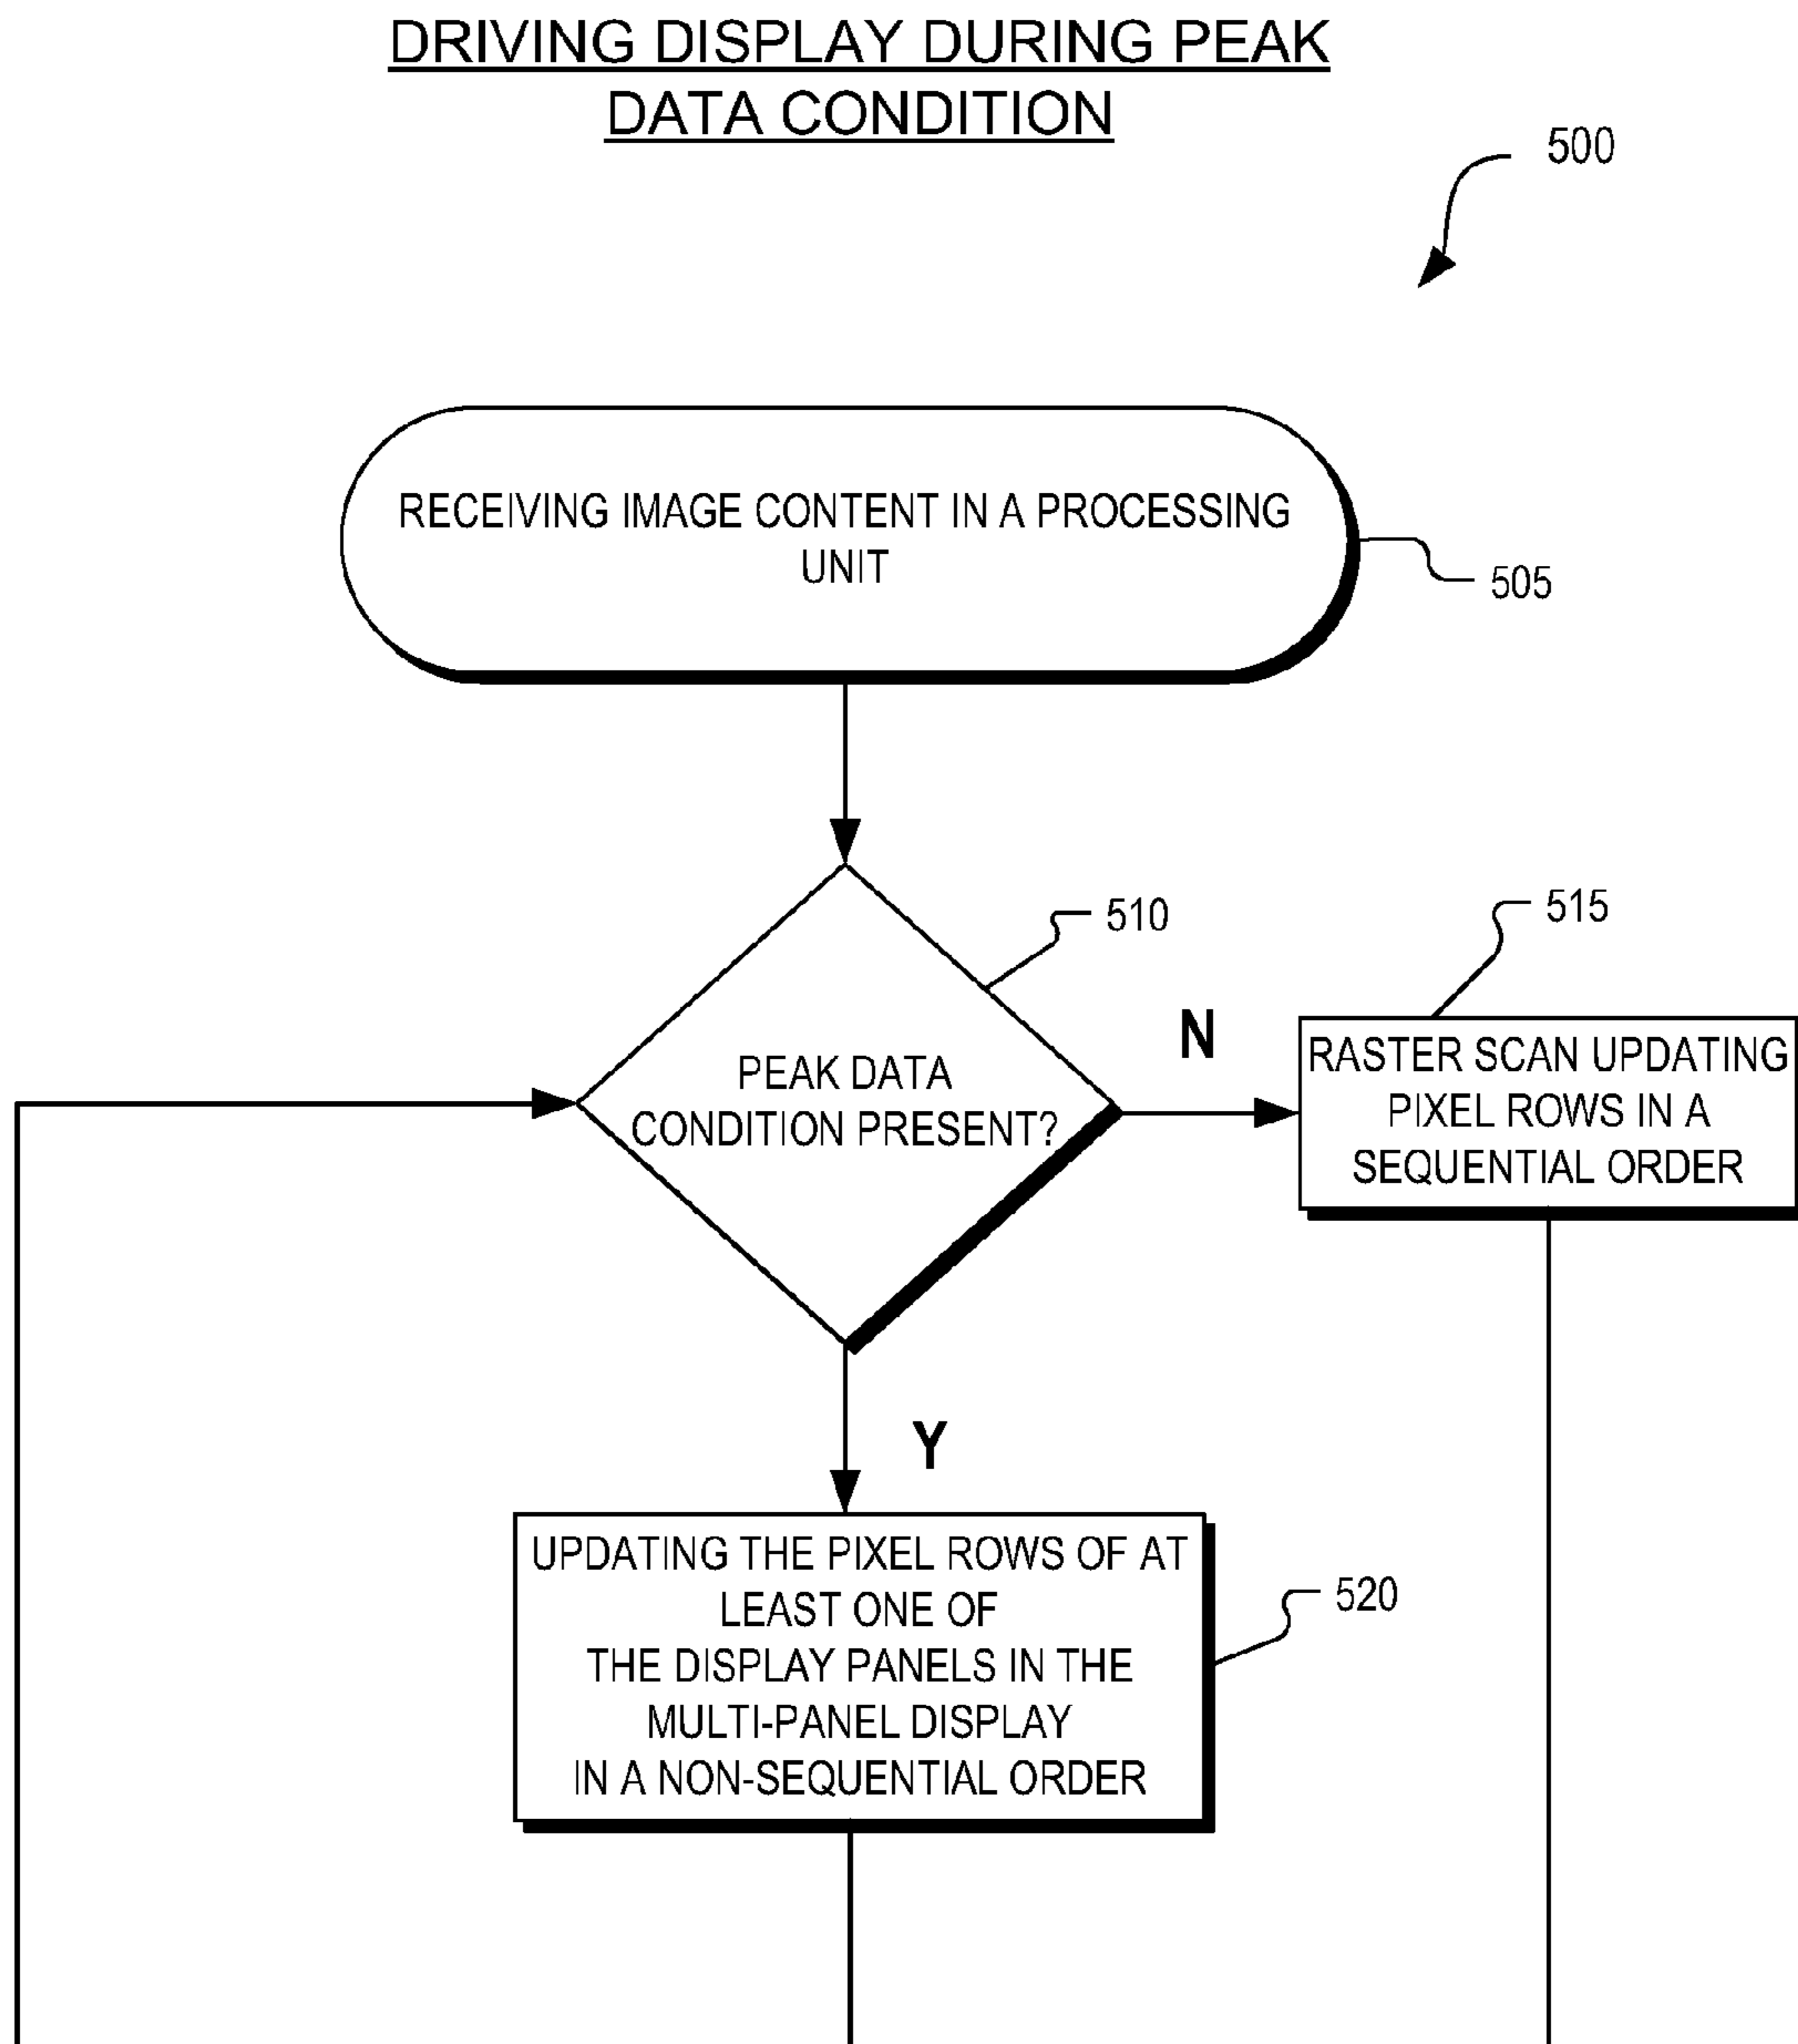 DRIVING DISPLAY DURING PEAK
DATA CONDITION
500
RECEIVING IMAGE CONTENT IN A PROCESSING
UNIT
505
510
515
PEAK DATA
CONDITION PRESENT?
N
RASTER SCAN UPDATING
PIXEL ROWS IN A
SEQUENTIAL ORDER
Y
UPDATING THE PIXEL ROWS OF AT
LEAST ONE OF
THE DISPLAY PANELS IN THE
MULTI-PANEL DISPLAY
IN A NON-SEQUENTIAL ORDER
520